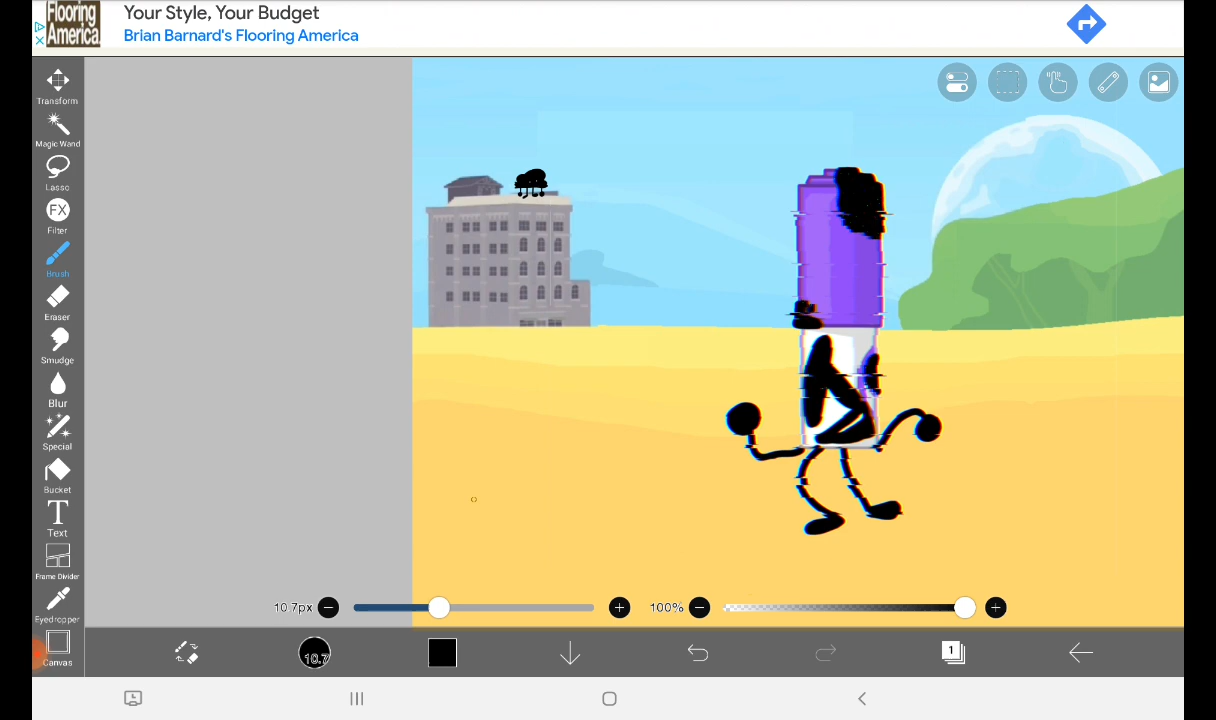 Flooring
America
Your Style, Your Budget
Brian Barnard's Flooring America
Transform
Magic Wand
Lasso
FX
Filter
Brush
Eraser
Smudge
Blur
Special
Bucket
T
Text
Frame Divider
Eyedropper
Canvas
10.7px
100%
10.7
1